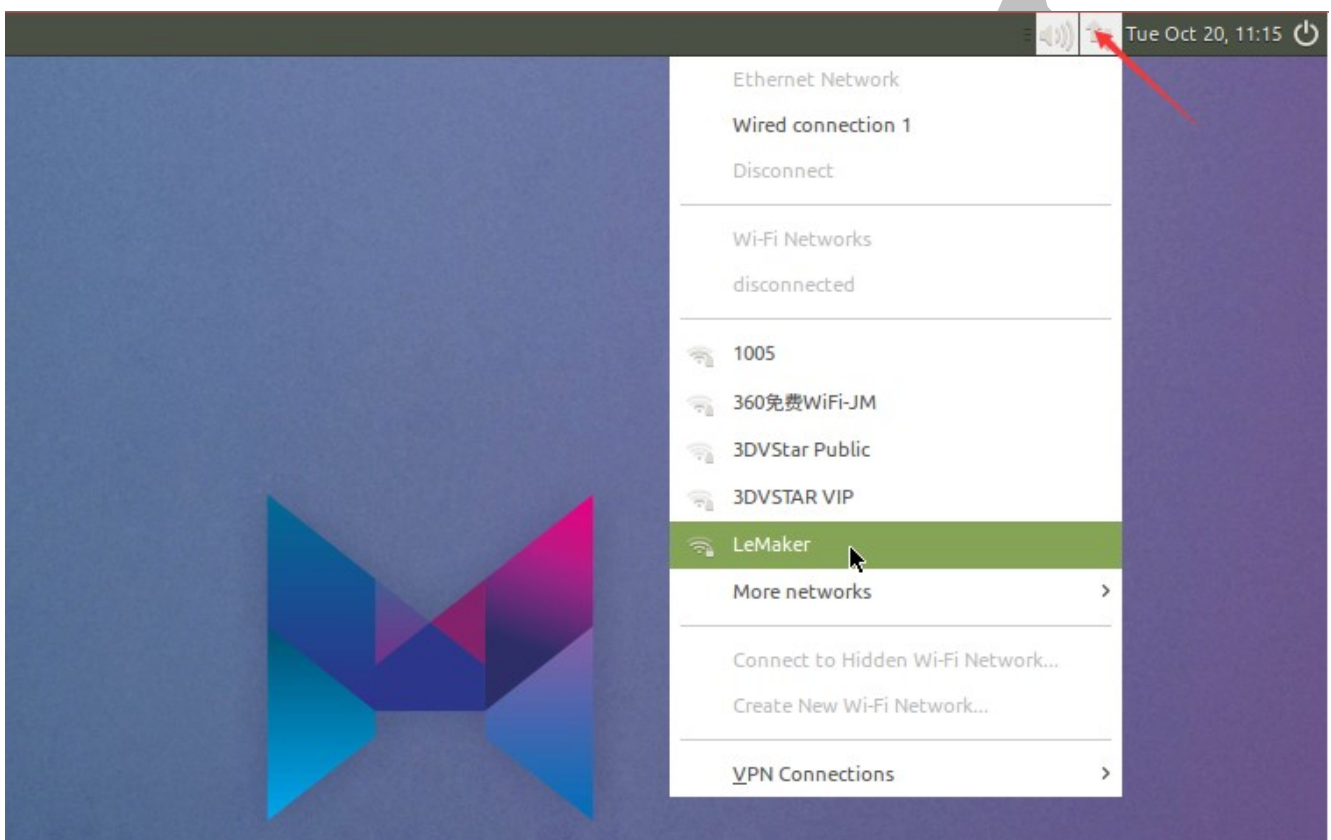 Tue Oct 20, 11:15
Ethernet Network
Wired connection 1
Disconnect
Wi-Fi Networks
disconnected
1005
360免费WiFi-JM
3DVStar Public
3DVSTAR VIP
LeMaker
More networks
Connect to Hidden Wi-Fi Network...
Create New Wi-Fi Network...
VPN Connections